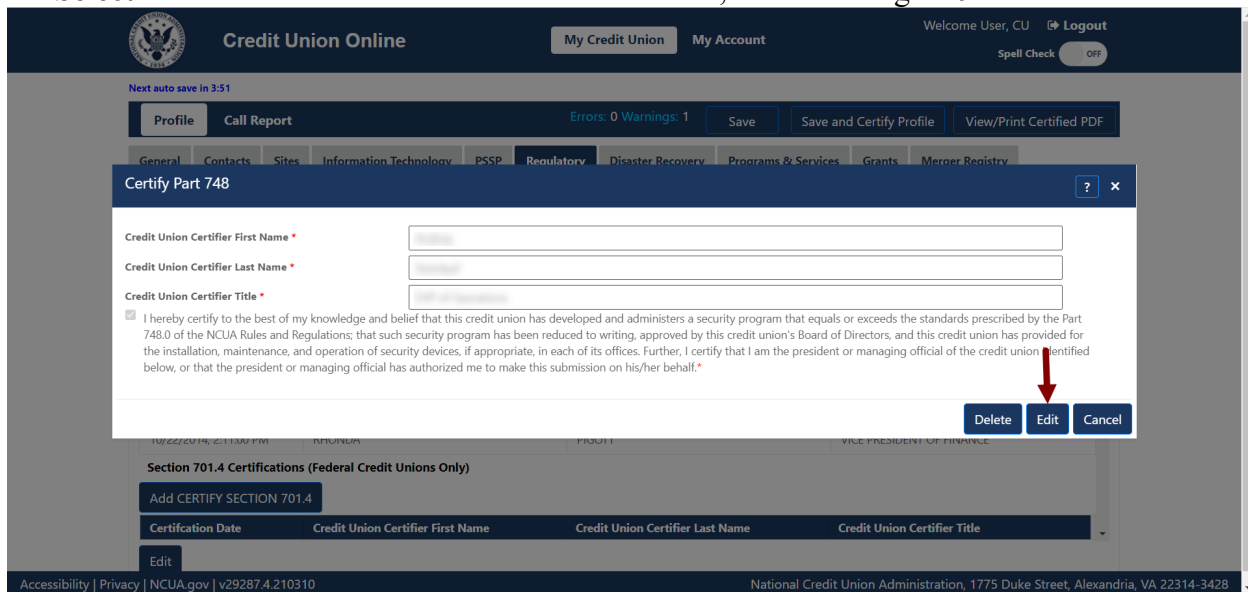 Credit Union Online
My Credit Union
My Account
Welcome User, CU
Logout
Spell Check
OFF
Next auto save in 3:51
Profile
Call Report
Errors: 0 Warnings: 1
Save
Save and Certify Profile
View/Print Certified PDF
General
Contacts
Sites
Information Technology
PSSP
Regulatory
Disaster Recovery
Programs & Services
Grants
Merger Registry
Certify Part 748
?
×
Credit Union Certifier First Name *
Credit Union Certifier Last Name *
Credit Union Certifier Title *
I hereby certify to the best of my knowledge and belief that this credit union has developed and administers a security program that equals or exceeds the standards prescribed by the Part
748.0 of the NCUA Rules and Regulations; that such security program has been reduced to writing, approved by this credit union's Board of Directors, and this credit union has provided for
the installation, maintenance, and operation of security devices, if appropriate, in each of its offices. Further, I certify that I am the president or managing official of the credit union identified
below, or that the president or managing official has authorized me to make this submission on his/her behalf.*
Delete
Edit
Cancel
10/22/2014, 2:11:00 PM
RHONDA
PIGOTT
VICE PRESIDENT OF FINANCE
Section 701.4 Certifications (Federal Credit Unions Only)
Add CERTIFY SECTION 701.4
Certifcation Date
Credit Union Certifier First Name
Credit Union Certifier Last Name
Credit Union Certifier Title
Edit
Accessibility | Privacy | NCUA.gov | v29287.4.210310
National Credit Union Administration, 1775 Duke Street, Alexandria, VA 22314-3428